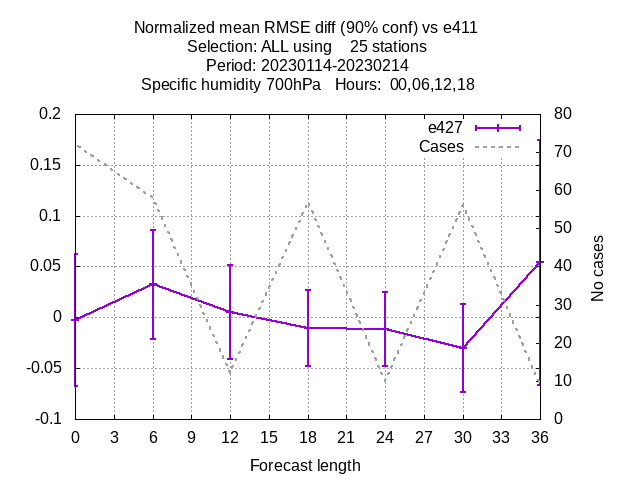 Normalized mean RMSE diff (90% conf) vs e411
Selection: ALL using    25 stations
Period: 20230114-20230214
Specific humidity 700hPa   Hours:  00,06,12,18
e427
Cases
0.2
0.15
0.1
0.05
0
-0.05
-0.1
80
70
60
50
40
30
20
10
0
No cases
0 3 6 9 12 15 18 21 24 27 30 33 36
Forecast length